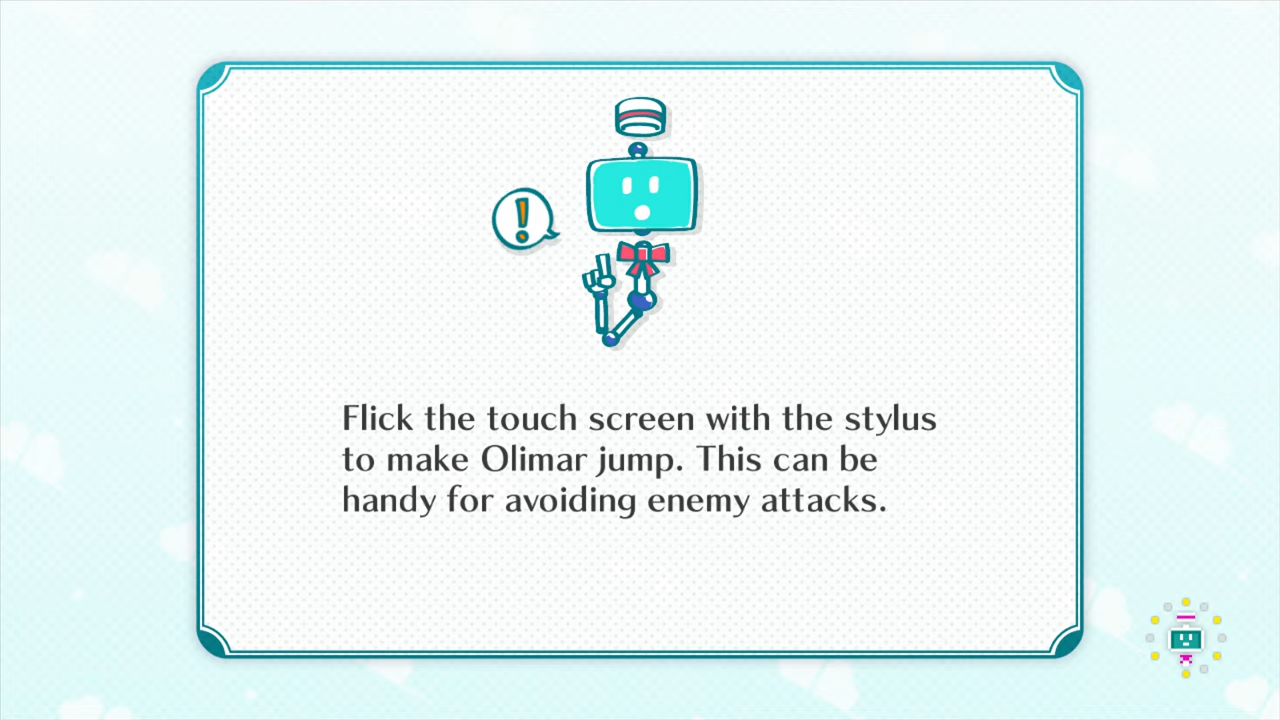 !
Flick the touch screen with the stylus
to make Olimar jump. This can be
handy for avoiding enemy attacks.